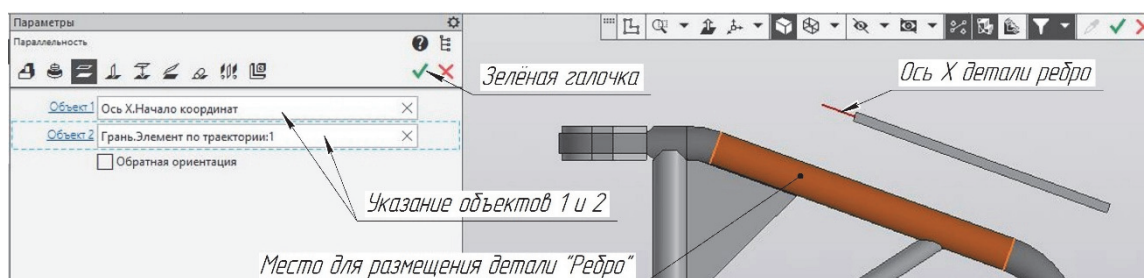 Параметры
Параллельность
Зелёная галочка
Ось X детали ребро
Объект 1 Ось X.Начало координат
Объект 2 Грань.Элемент по траектории:1
Обратная ориентация
Указание объектов 1 и 2
Место для размещения детали "Ребро"